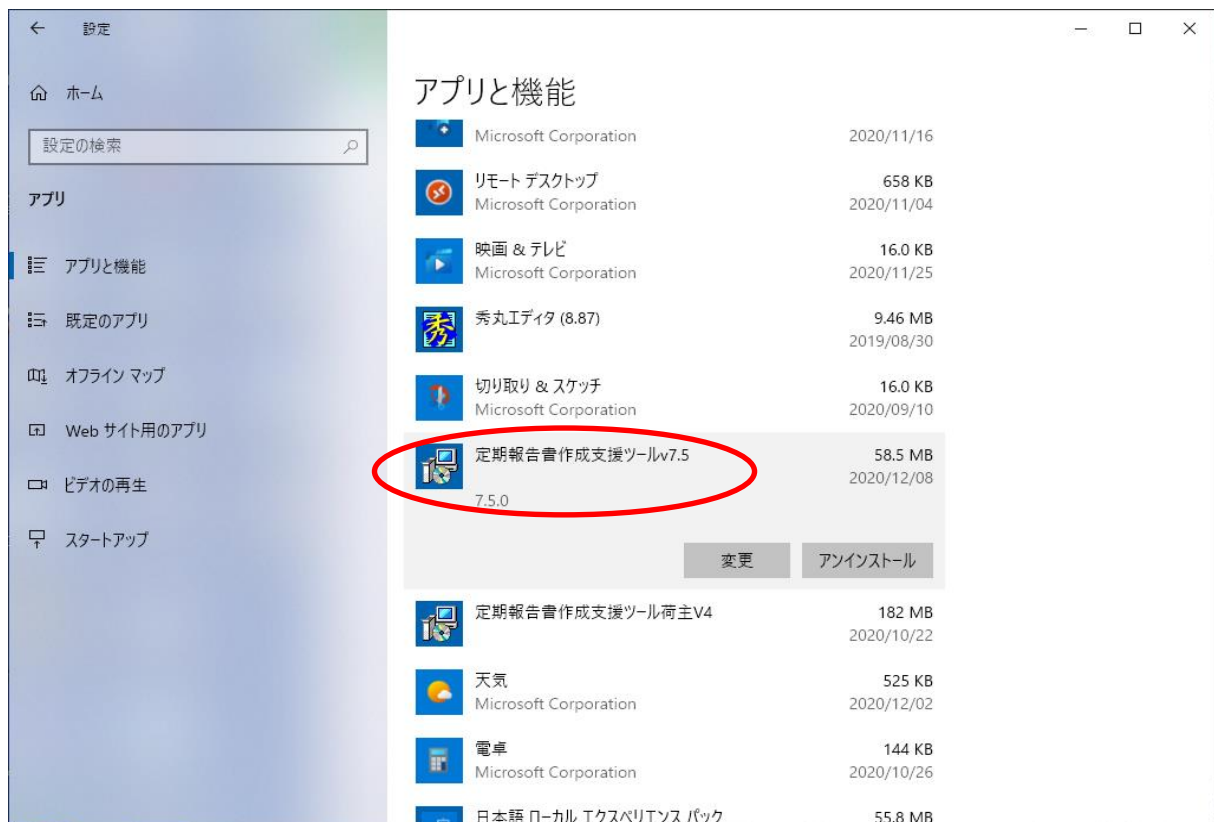 設定
ホーム
設定の検索
アプリ
アプリと機能
既定のアプリ
オフライン マップ
Web サイト用のアプリ
ビデオの再生
スタートアップ
アプリと機能
Microsoft Corporation 2020/11/16
リモート デスクトップ 658 KB
Microsoft Corporation 2020/11/04
映画 & テレビ 16.0 KB
Microsoft Corporation 2020/11/25
秀丸エディタ (8.87) 9.46 MB
秀 2019/08/30
切り取り & スケッチ 16.0 KB
Microsoft Corporation 2020/09/10
定期報告書作成支援ツールv7.5 58.5 MB
2020/12/08
7.5.0
変更 アンインストール
定期報告書作成支援ツール荷主V4 182 MB
2020/10/22
天気 525 KB
Microsoft Corporation 2020/12/02
電卓 144 KB
Microsoft Corporation 2020/10/26
日本語 ローカル エクスペリエンス パック 55.8 MB